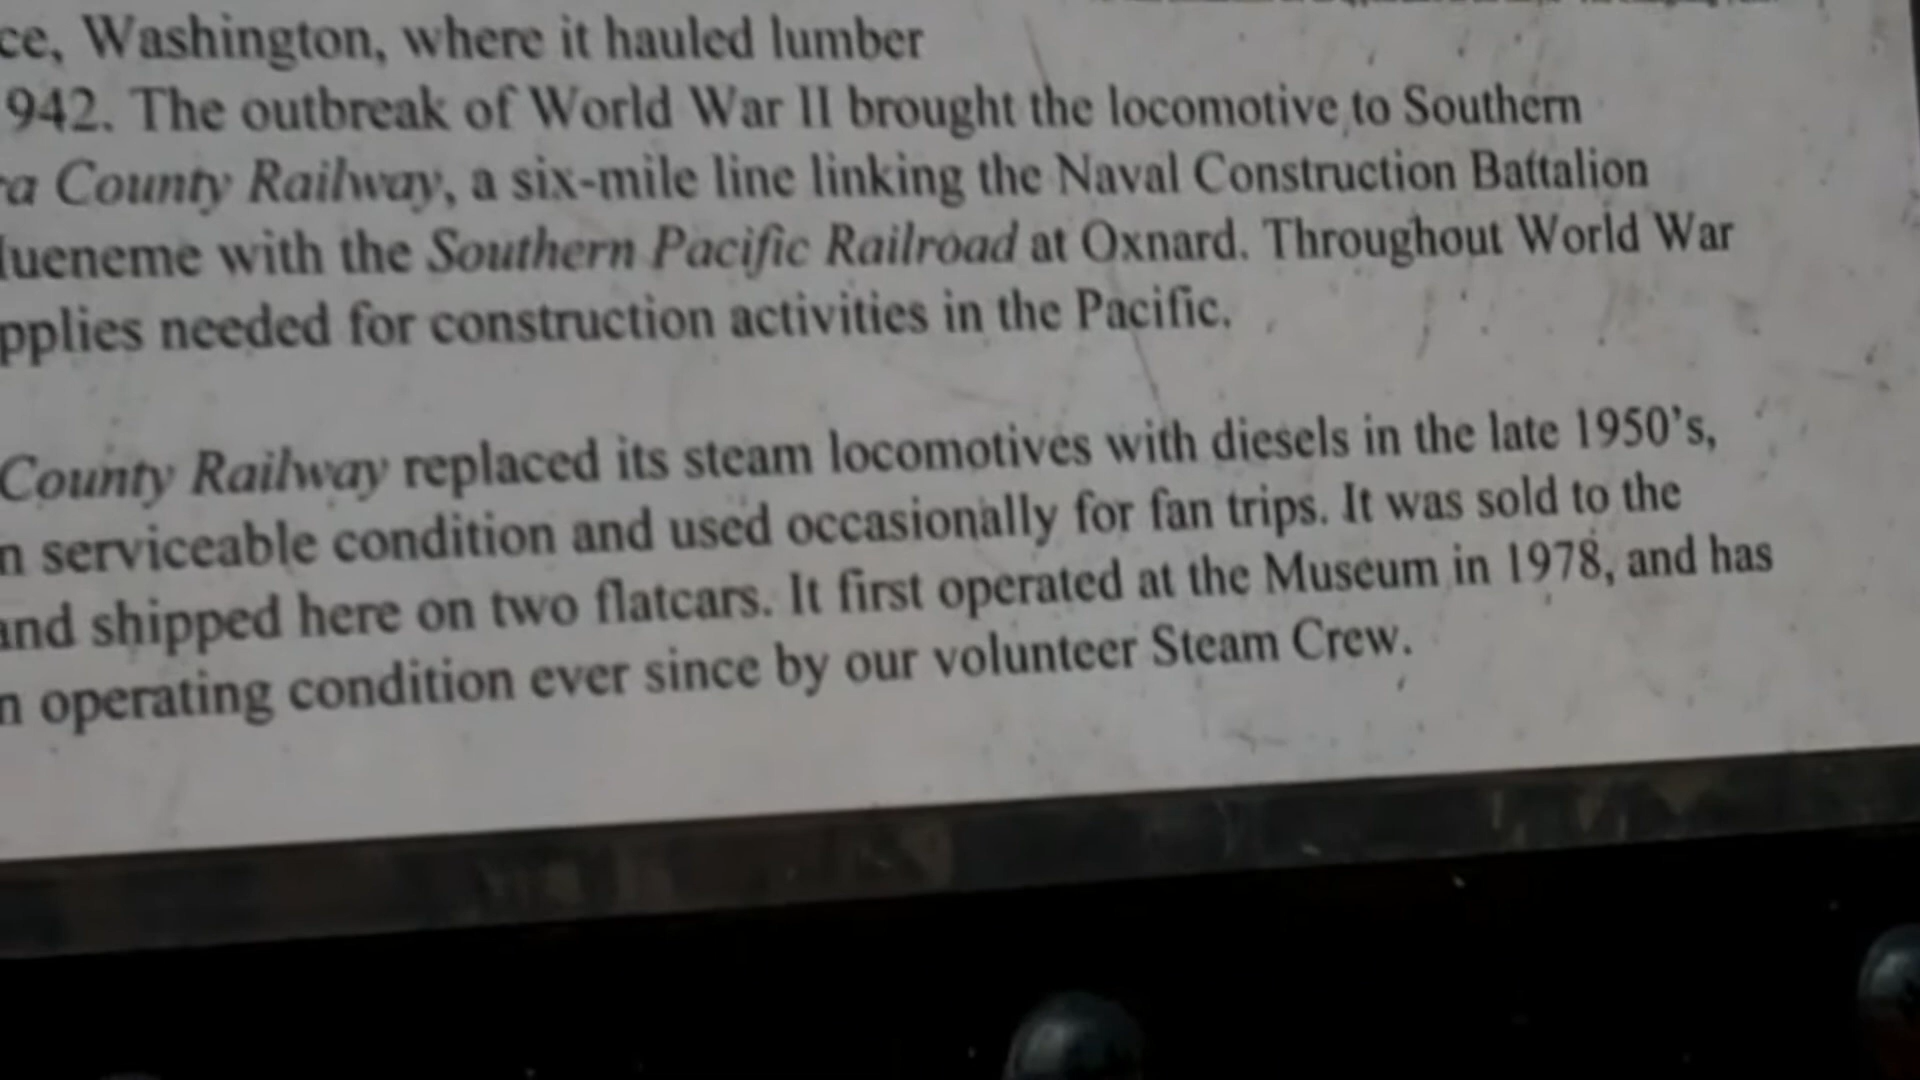 ce, Washington, where it hauled lumber
942. The outbreak of World War II brought the locomotive to Southern
ra County Railway, a six-mile line linking the Naval Construction Battalion
ueneme with the Southern Pacific Railroad at Oxnard. Throughout World War
pplies needed for construction activities in the Pacific.
County Railway replaced its steam locomotives with diesels in the late 1950's,
n serviceable condition and used occasionally for fan trips. It was sold to the
and shipped here on two flatcars. It first operated at the Museum in 1978, and has
n operating condition ever since by our volunteer Steam Crew.